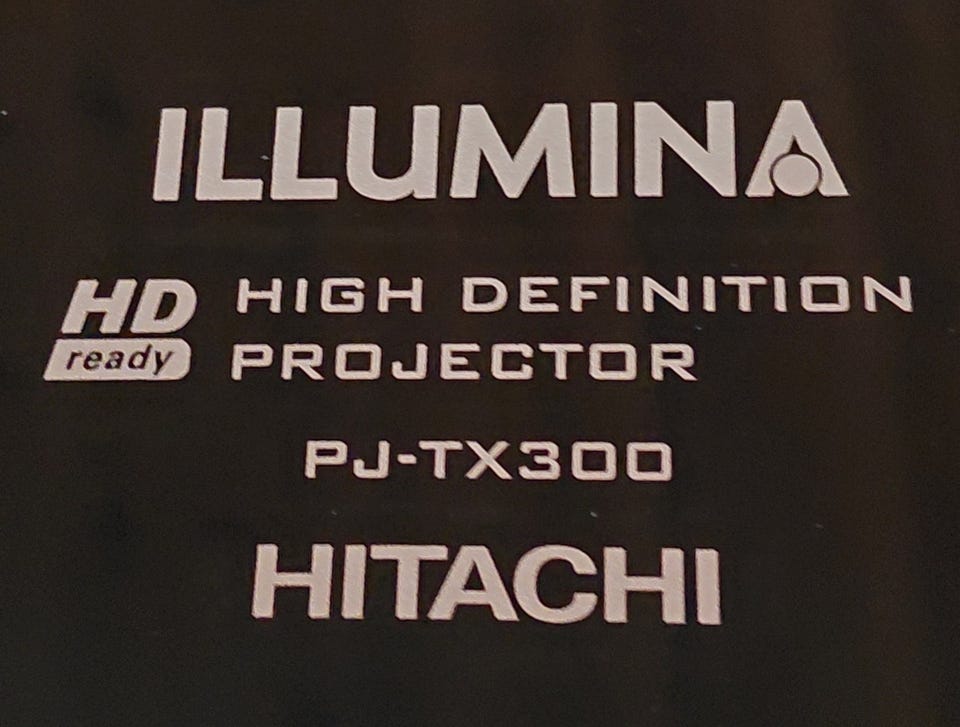 ILLUMINA
HD HIGH DEFINITION
ready PROJECTOR
PJ-TX300
HITACHI